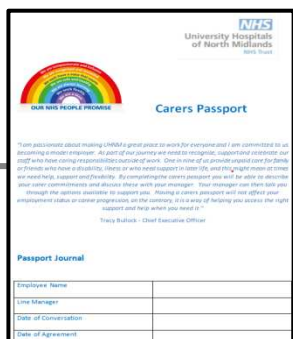 NHS
University Hospitals
of North Midlands
NHS Trust
OUR NHS PEOPLE PROMISE
Carers Passport
"I am passionate about making UHNM a great place to work for everyone and I am committed to us
becoming a model employer. As part of our journey we need to recognise, support and celebrate our
staff who have caring responsibilities outside of work. One in nine of us provide unpaid care for family
or friends who have a disability, illness or who need support in later life, and this might mean at times
we need help, support and flexibility. By completing the carers passport you will be able to describe
your carer commitments and discuss these with your manager. Your manager can then talk you
through the options available to support you. Having a carers passport will not affect your
employment status or career progression, on the contrary, it is a way of helping you access the right
support and help when you need it."
Tracy Bullock - Chief Executive Officer
Passport Journal
Employee Name
Line Manager
Date of Conversation
Date of Agreement